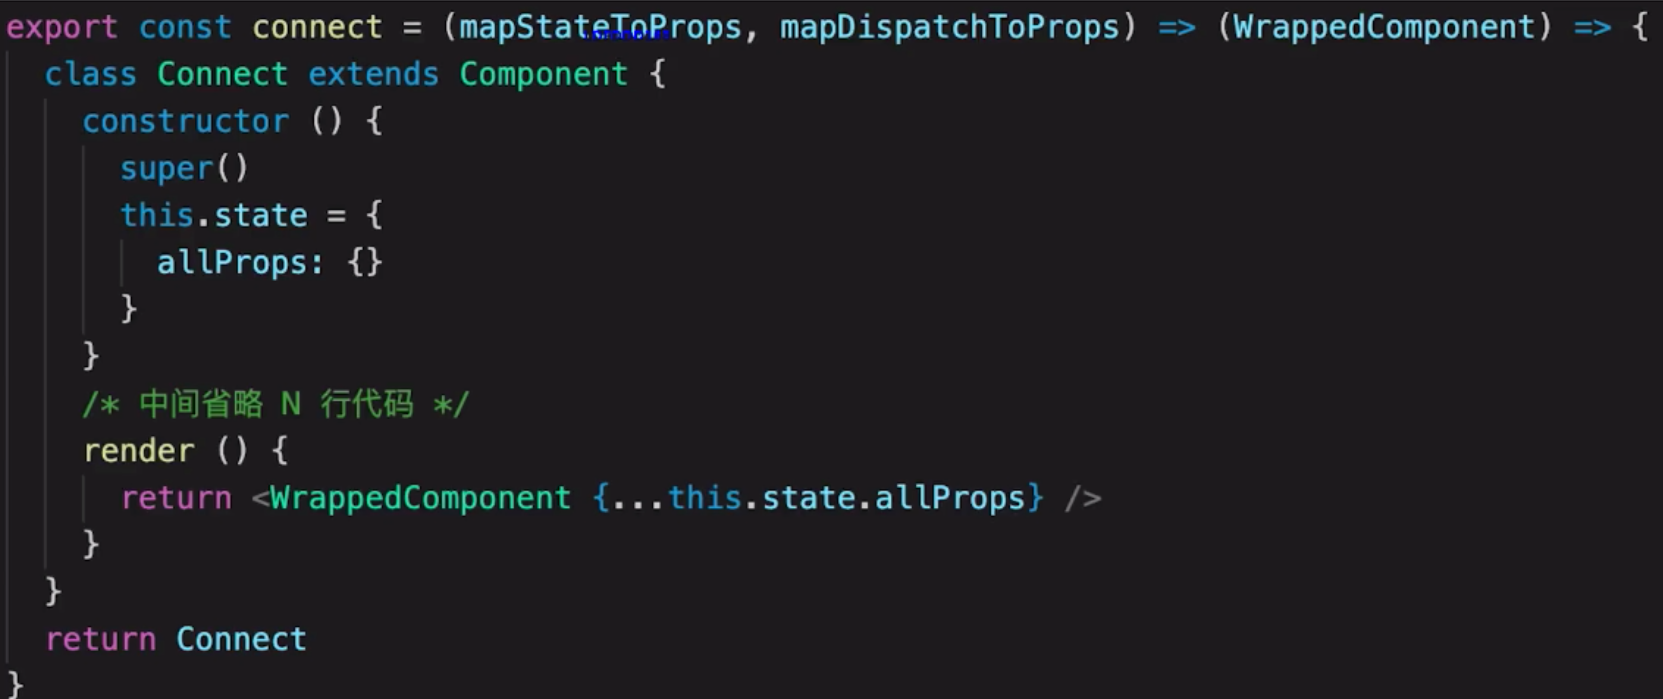 export const connect = (mapStateToProps, mapDispatchToProps) => (WrappedComponent) => {
class Connect extends Component {
constructor () {
super()
this.state = {
allProps: {}
}
}
/* 中间省略 N 行代码 */
render () {
return <WrappedComponent {...this.state.allProps} />
}
}
return Connect
}